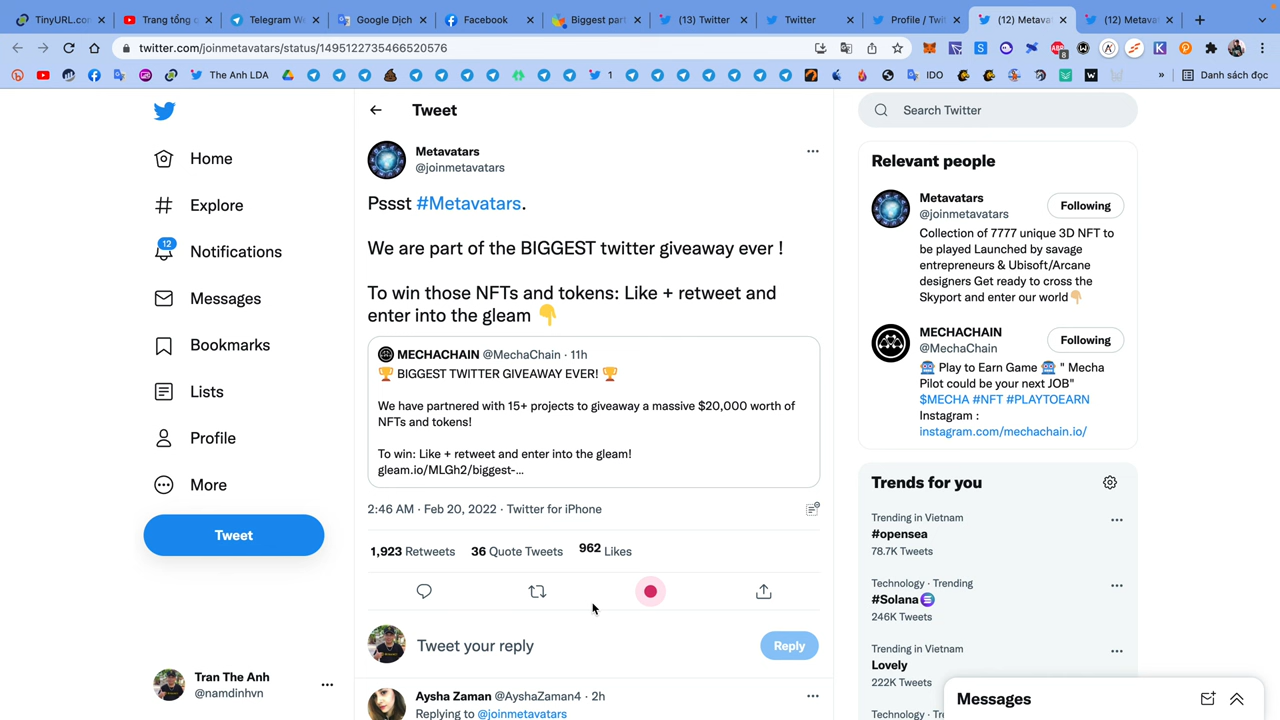 TinyURL.con
Trang tổng c
Telegram We
Google Dịch
Facebook
Biggest part
(13) Twitter
Twitter
Profile / Twi
(12) Metava
(12) Metava
twitter.com/joinmetavatars/status/1495122735466520576
The Anh LDA
1
IDO
Danh sách đọc
Tweet
Search Twitter
Home
Explore
12
Notifications
Messages
Bookmarks
Lists
Profile
More
Tweet
Tran The Anh
@namdinhvn
Metavatars
@joinmetavatars
Pssst #Metavatars.
We are part of the BIGGEST twitter giveaway ever !
To win those NFTs and tokens: Like + retweet and
enter into the gleam 👇
MECHACHAIN @MechaChain · 11h
🏆 BIGGEST TWITTER GIVEAWAY EVER! 🏆
We have partnered with 15+ projects to giveaway a massive $20,000 worth of
NFTs and tokens!
To win: Like + retweet and enter into the gleam!
gleam.io/MLGh2/biggest-...
2:46 AM · Feb 20, 2022 · Twitter for iPhone
1,923 Retweets 36 Quote Tweets 962 Likes
Tweet your reply
Reply
Aysha Zaman @AyshaZaman4 · 2h
Replying to @joinmetavatars
Relevant people
Metavatars
@joinmetavatars
Following
Collection of 7777 unique 3D NFT to
be played Launched by savage
entrepreneurs & Ubisoft/Arcane
designers Get ready to cross the
Skyport and enter our world👇🏼
MECHACHAIN
@MechaChain
Following
🤖 Play to Earn Game 🤖 " Mecha
Pilot could be your next JOB"
$MECHA #NFT #PLAYTOEARN
Instagram :
instagram.com/mechachain.io/
Trends for you
Trending in Vietnam
#opensea
78.7K Tweets
Technology · Trending
#Solana
246K Tweets
Trending in Vietnam
Lovely
222K Tweets
Technology · Trending
Messages